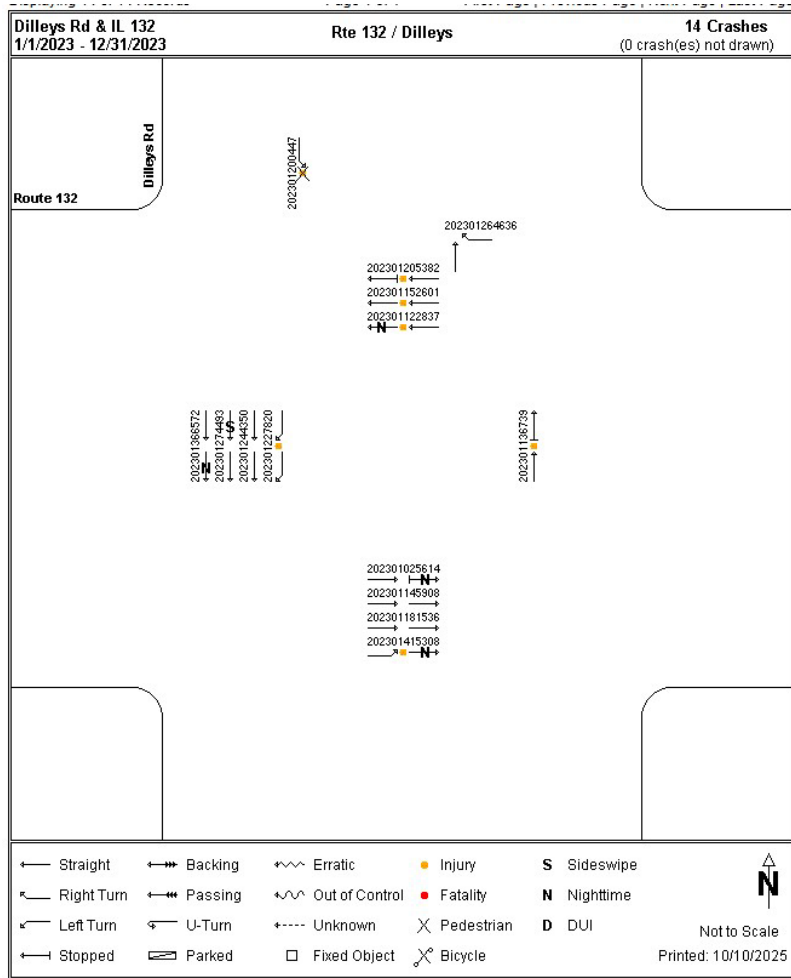 Dilleys Rd & IL 132
1/1/2023 - 12/31/2023
Rte 132 / Dilleys
14 Crashes
(0 crash(es) not drawn)
Dilleys Rd
Route 132
202301200447
202301264636
202301205382
202301152601
202301122837
N
202301366572
N
202301274493
S
202301244350
202301227820
202301136739
202301025614
N
202301145908
202301181536
202301415308
N
Straight
Backing
Erratic
Injury
S Sideswipe
Right Turn
Passing
Out of Control
Fatality
N Nighttime
Left Turn
U-Turn
Unknown
Pedestrian
D DUI
Stopped
Parked
Fixed Object
Bicycle
N
Not to Scale
Printed: 10/10/2025